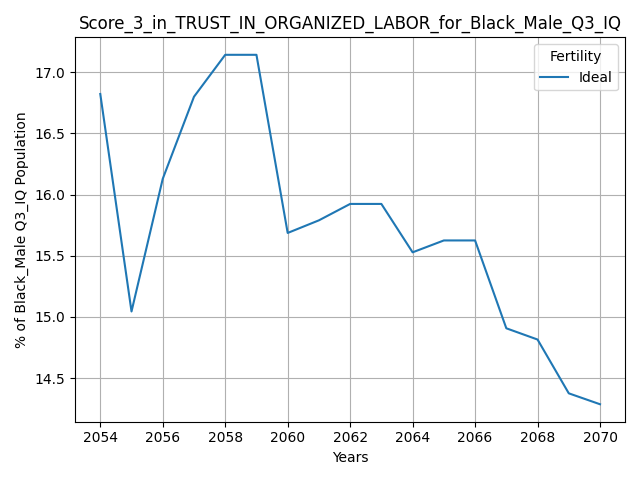 Score_3_in_TRUST_IN_ORGANIZED_LABOR_for_Black_Male_Q3_IQ
Fertility
Ideal
% of Black_Male Q3_IQ Population
17.0
16.5
16.0
15.5
15.0
14.5
2054 2056 2058 2060 2062 2064 2066 2068 2070
Years